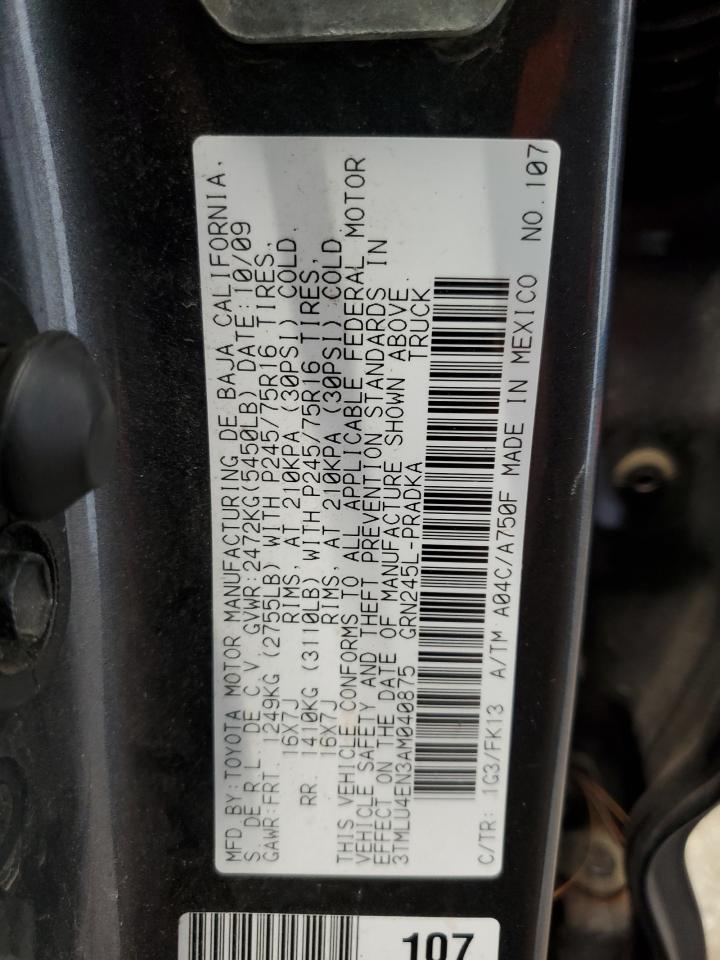 MFD.BY:TOYOTA MOTOR MANUFACTURING DE BAJA CALIFORNIA,
S. DE R.L. DE C.V. GVWR:2472KG(5450LB) DATE:10/09
GAWR:FRT. 1249KG (2755LB) WITH P245/75R16 TIRES,
16X7J RIMS, AT 210KPA (30PSI) COLD.
RR. 1410KG (3110LB) WITH P245/75R16 TIRES,
16X7J RIMS, AT 210KPA (30PSI) COLD
THIS VEHICLE CONFORMS TO ALL APPLICABLE FEDERAL MOTOR
VEHICLE SAFETY AND THEFT PREVENTION STANDARDS IN
EFFECT ON THE DATE OF MANUFACTURE SHOWN ABOVE.
3TMLU4EN3AM040875 GRN245L-PRADKA TRUCK
C/TR: 1G3/FK13 A/TM A04C/A750F MADE IN MEXICO NO.107
107